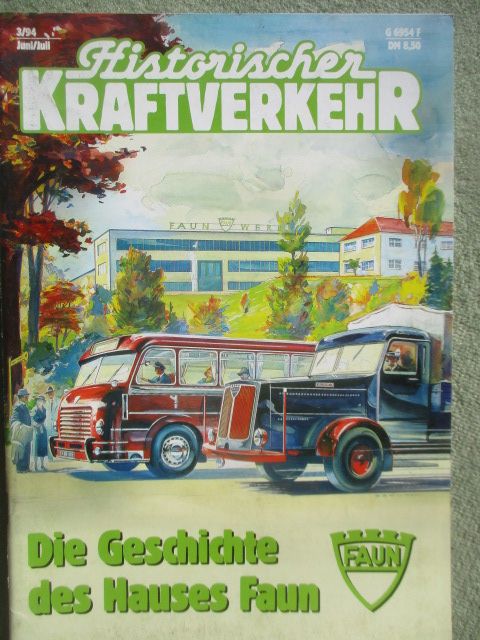 3/94
Juni/Juli
G 6954 F
DM 8,50
Historischer
KRAFTVERKEHR
FAUN WERKE
Die Geschichte
des Hauses Faun
FAUN